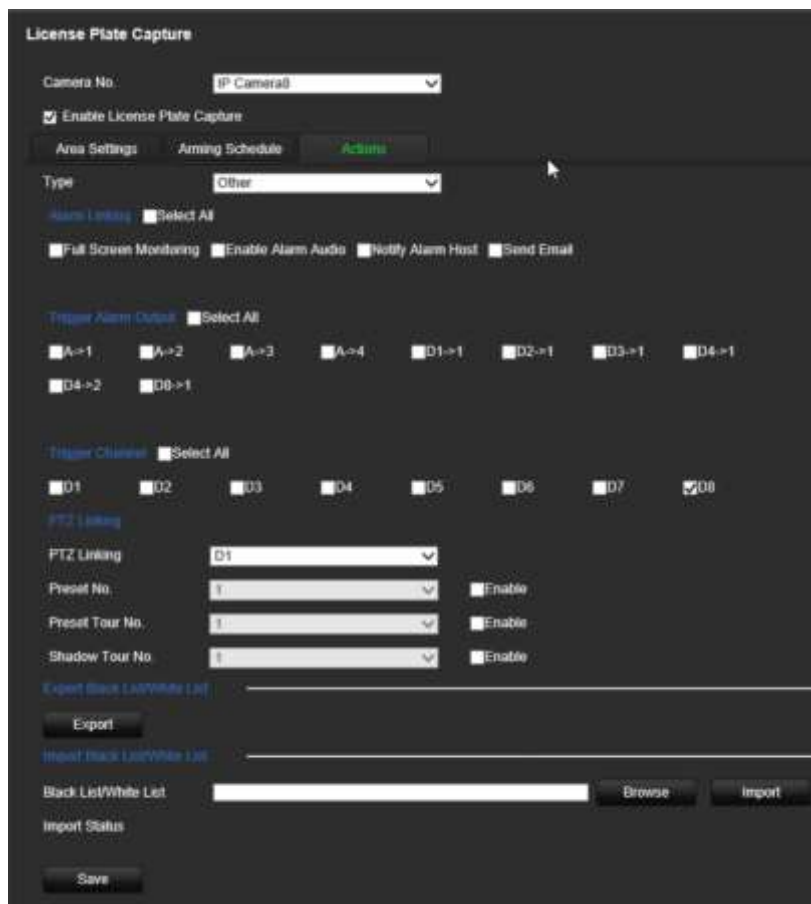 License Plate Capture
Camera No. IP Camera8
Enable License Plate Capture
Area Settings Arming Schedule Actions
Type Other
Alarm Linking Select All
Full Screen Monitoring Enable Alarm Audio Notify Alarm Host Send Email
Trigger Alarm Output Select All
A->1 A->2 A->3 A->4 D1->1 D2->1 D3->1 D4->1
D4->2 D8->1
Trigger Channel Select All
D1 D2 D3 D4 D5 D6 D7 D8
PTZ Linking
PTZ Linking D1
Preset No. 1 Enable
Preset Tour No. 1 Enable
Shadow Tour No. 1 Enable
Export Black List/White List
Export
Import Black List/White List
Black List/White List Browse Import
Import Status
Save